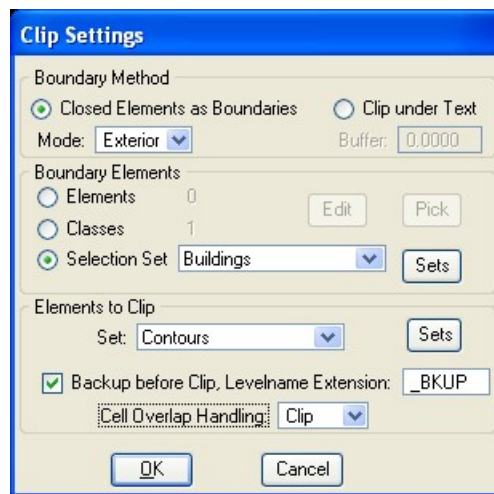 Clip Settings
Boundary Method
Closed Elements as Boundaries Clip under Text
Mode: Exterior Buffer: 0.0000
Boundary Elements
Elements 0 Edit Pick
Classes 1
Selection Set Buildings Sets
Elements to Clip
Set: Contours Sets
Backup before Clip, Levelname Extension: _BKUP
Cell Overlap Handling: Clip
OK Cancel